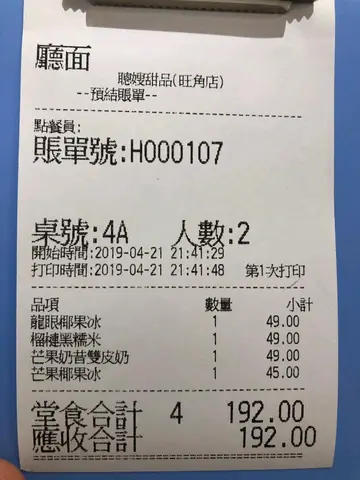 廳面
聰嫂甜品(旺角店)
--預結賬單--
點餐員:
賬單號:H000107
桌號:4A 人數:2
開始時間:2019-04-21 21:41:29
打印時間:2019-04-21 21:41:48 第1次打印
品項 數量 小計
龍眼椰果冰 1 49.00
榴槤黑糯米 1 49.00
芒果奶昔雙皮奶 1 49.00
芒果椰果冰 1 45.00
堂食合計 4 192.00
應收合計 192.00